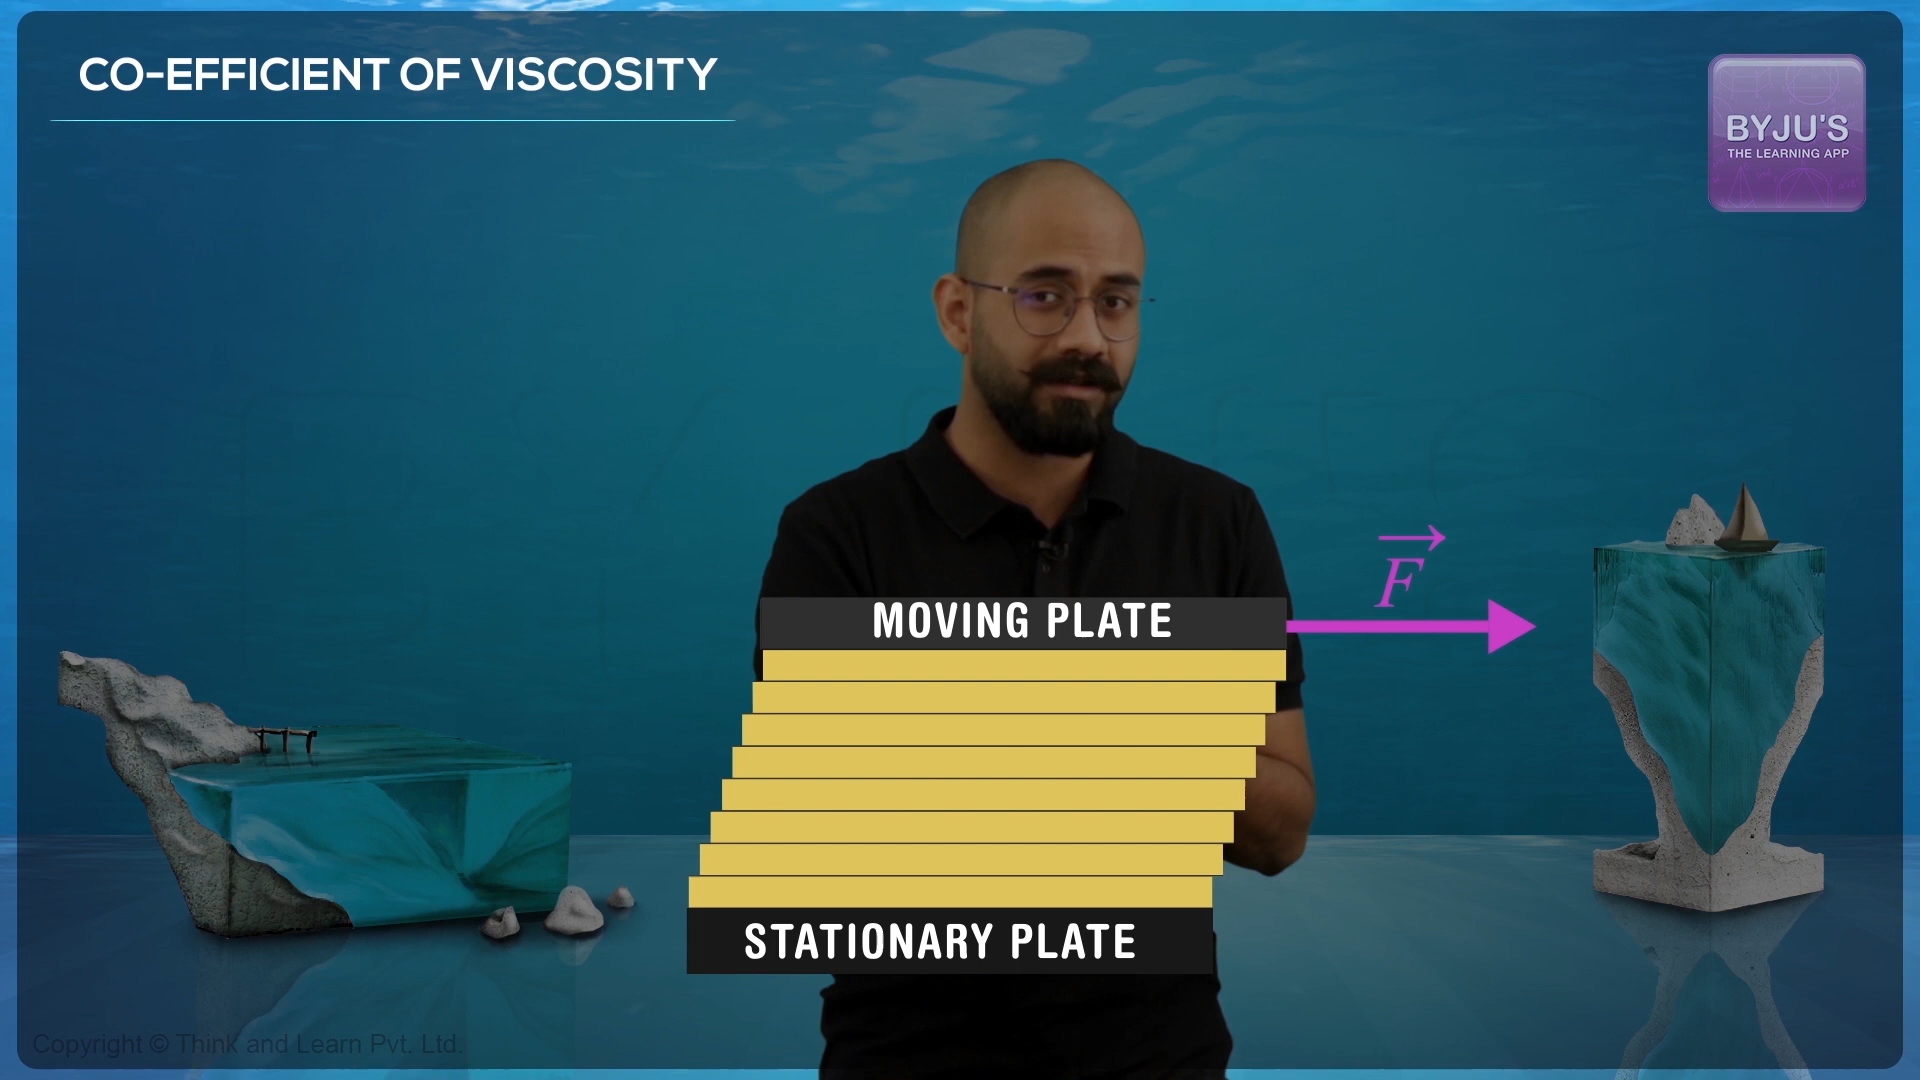 CO-EFFICIENT OF VISCOSITY
BYJU'S
THE LEARNING APP
F
MOVING PLATE
STATIONARY PLATE
Copyright © Think and Learn Pvt. Ltd.